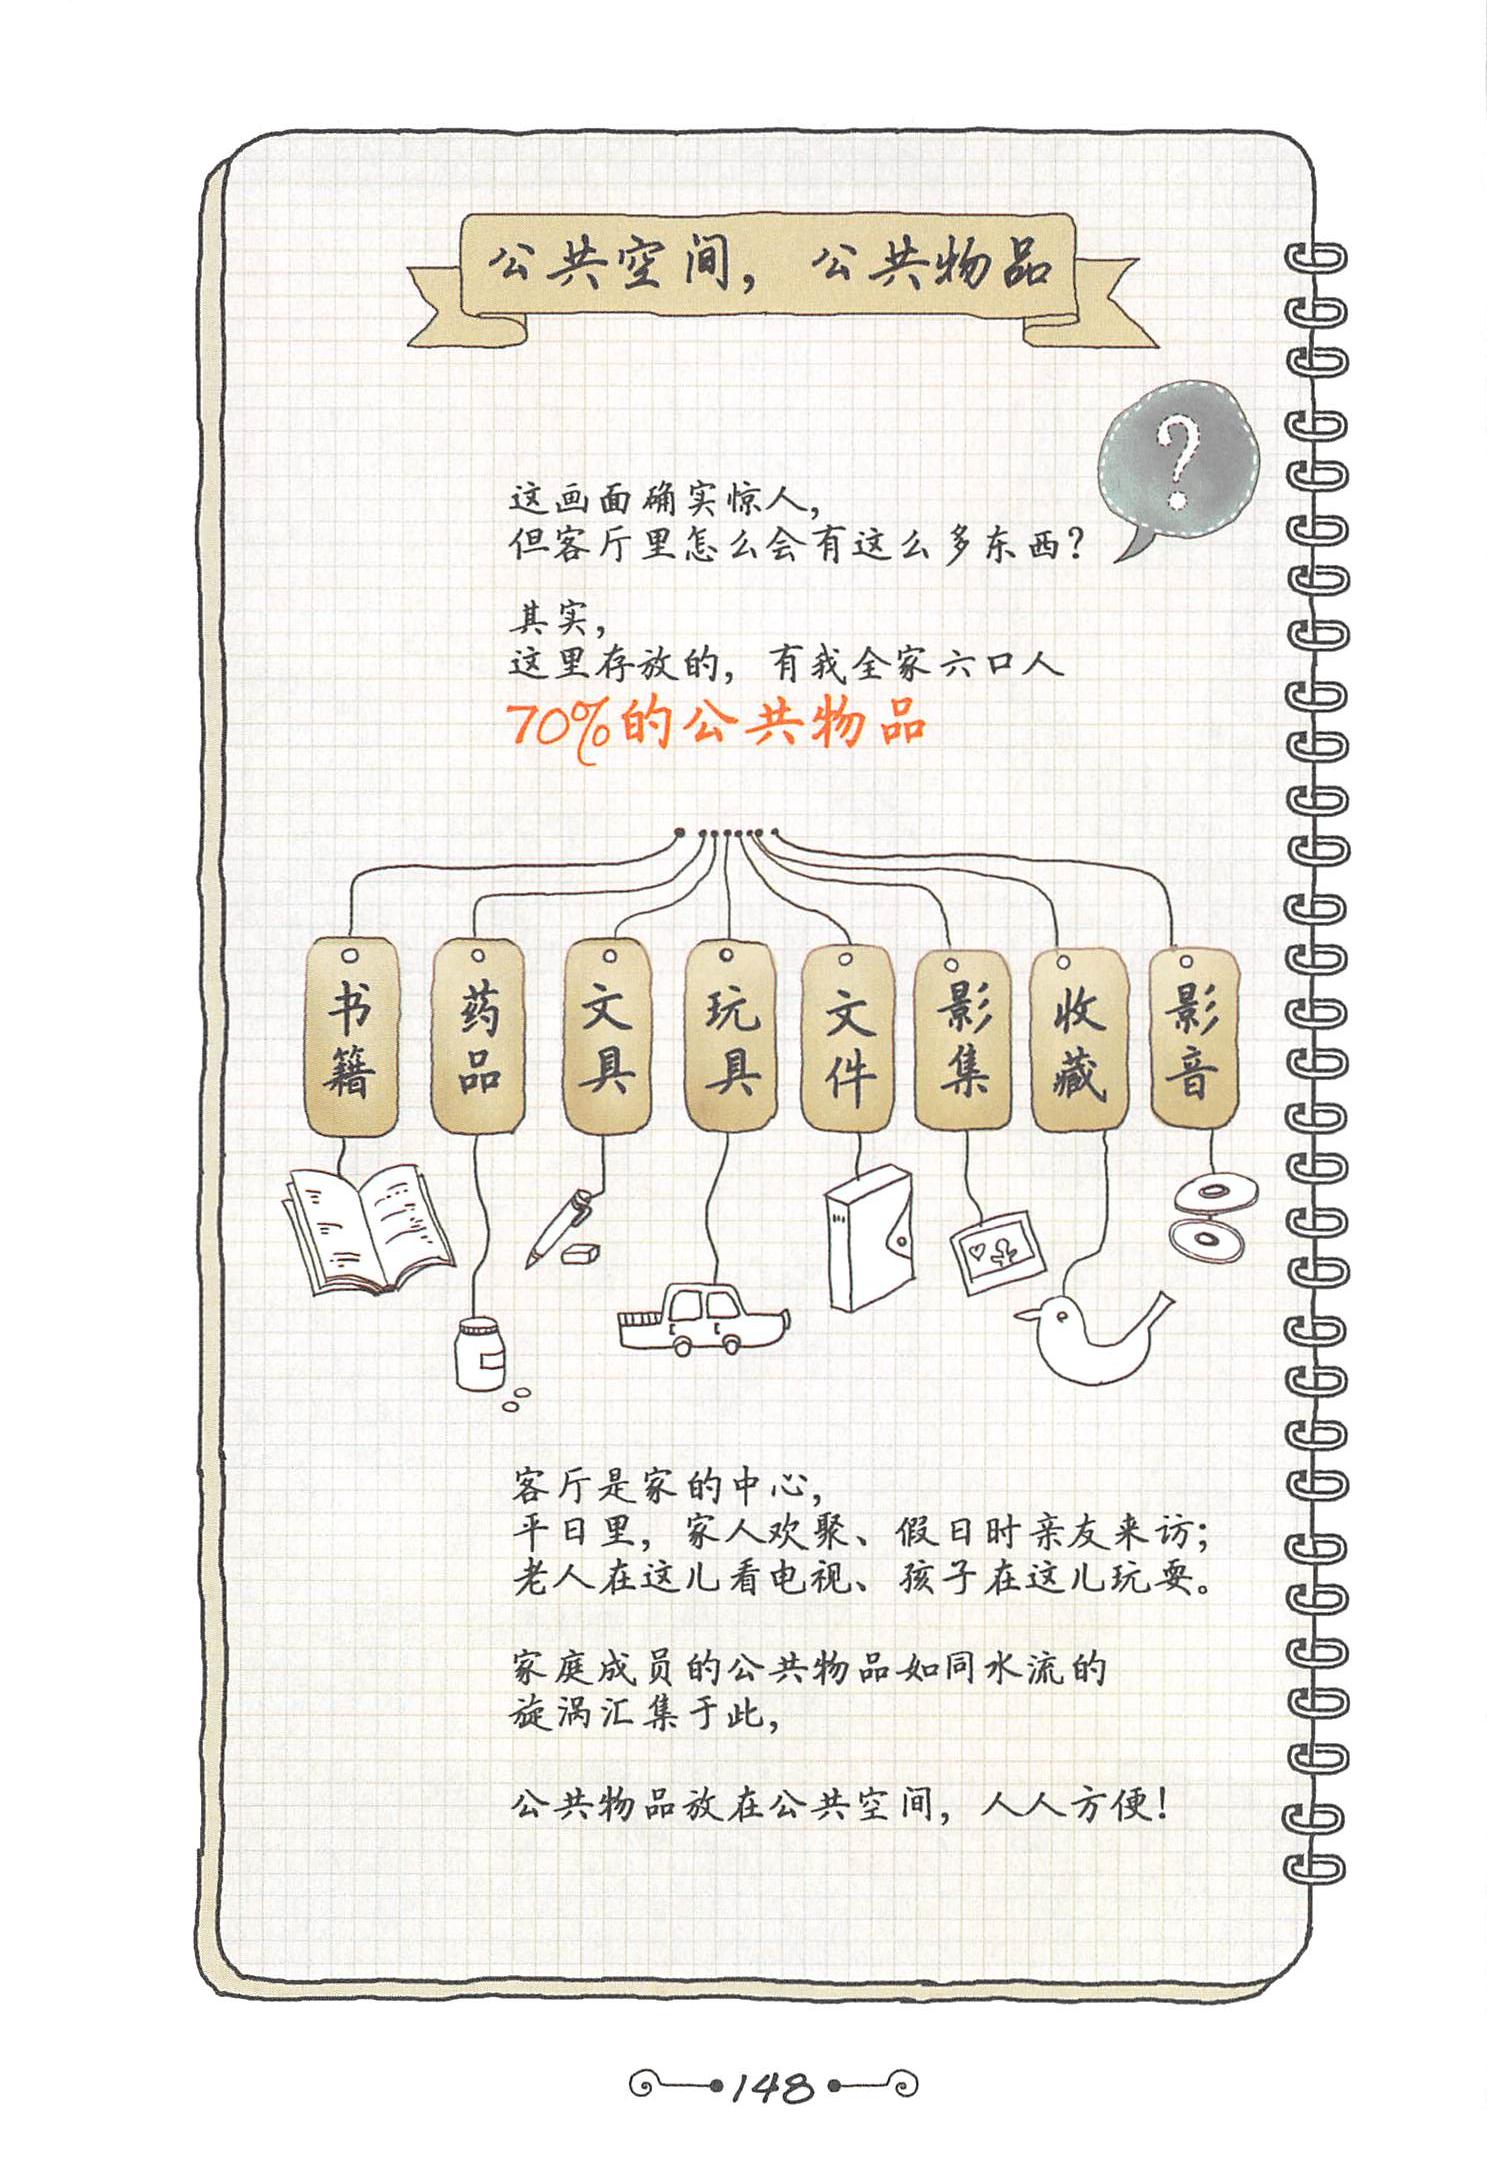 公共空间，公共物品
?
这画面确实惊人，
但客厅里怎么会有这么多东西？
其实，
这里存放的，有我全家六口人
70%的公共物品
书籍
药品
文具
玩具
文件
影集
收藏
影音
客厅是家的中心，
平日里，家人欢聚、假日时亲友来访；
老人在这儿看电视、孩子在这儿玩耍。
家庭成员的公共物品如同水流的
旋涡汇集于此，
公共物品放在公共空间，人人方便！
148